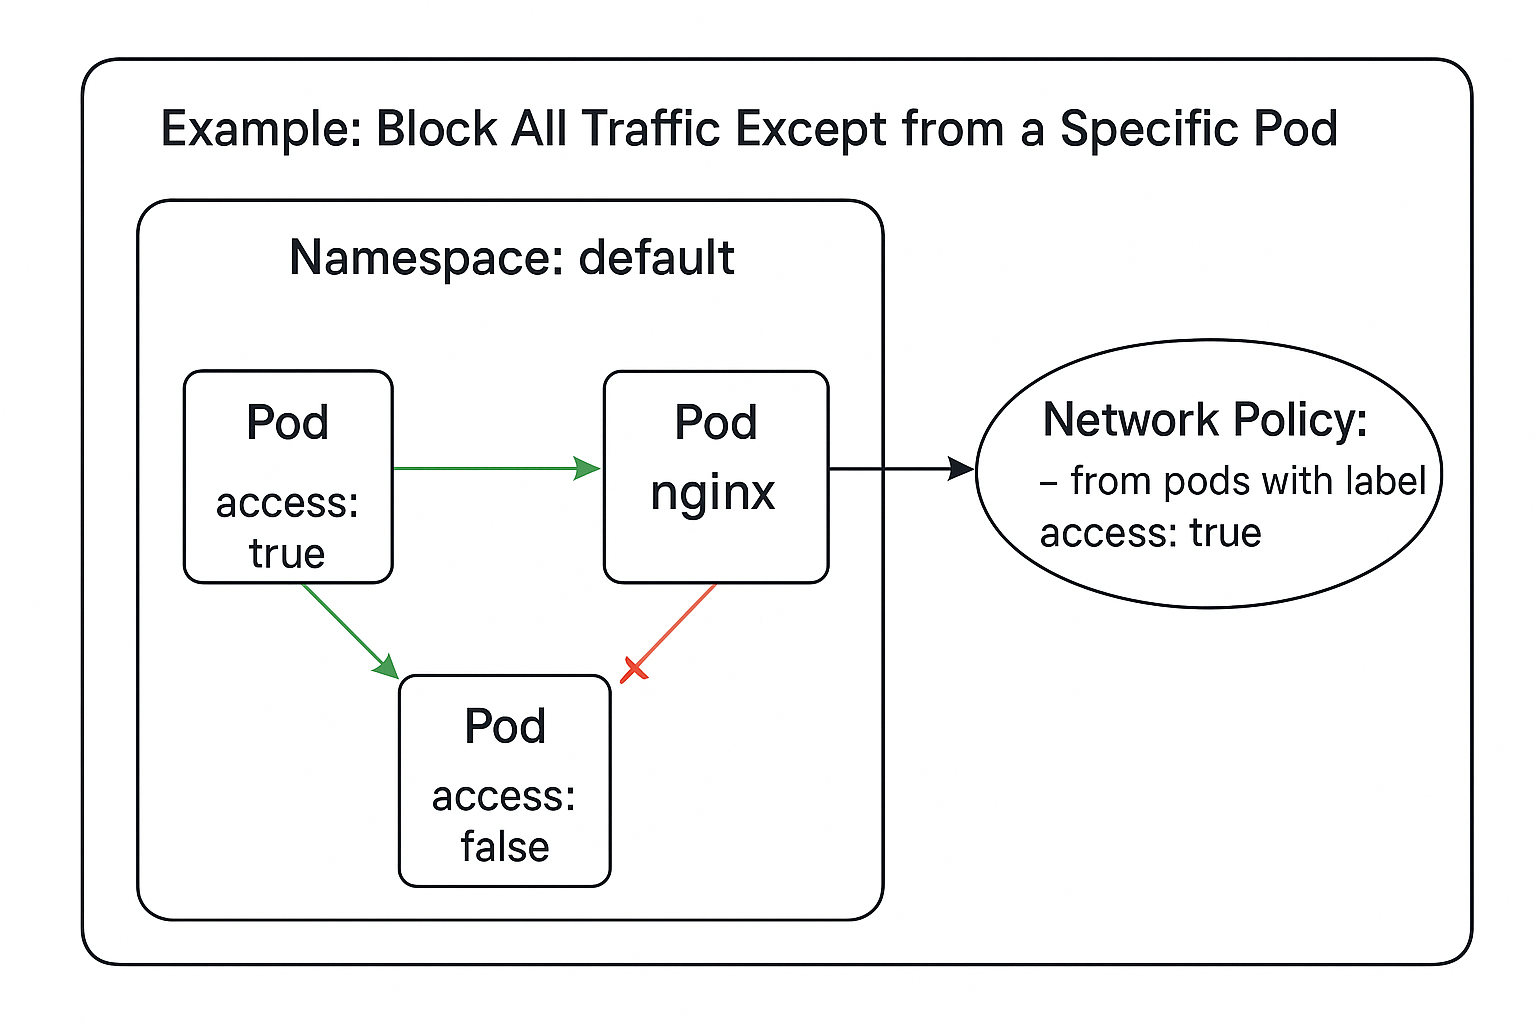 Example: Block All Traffic Except from a Specific Pod
Namespace: default
Pod
access:
true
Pod
nginx
Network Policy:
– from pods with label
access: true
Pod
access:
false